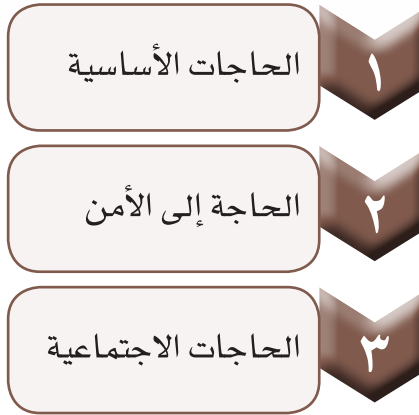 ١ الحاجات الأساسية
٢ الحاجة إلى الأمن
٣ الحاجات الاجتماعية